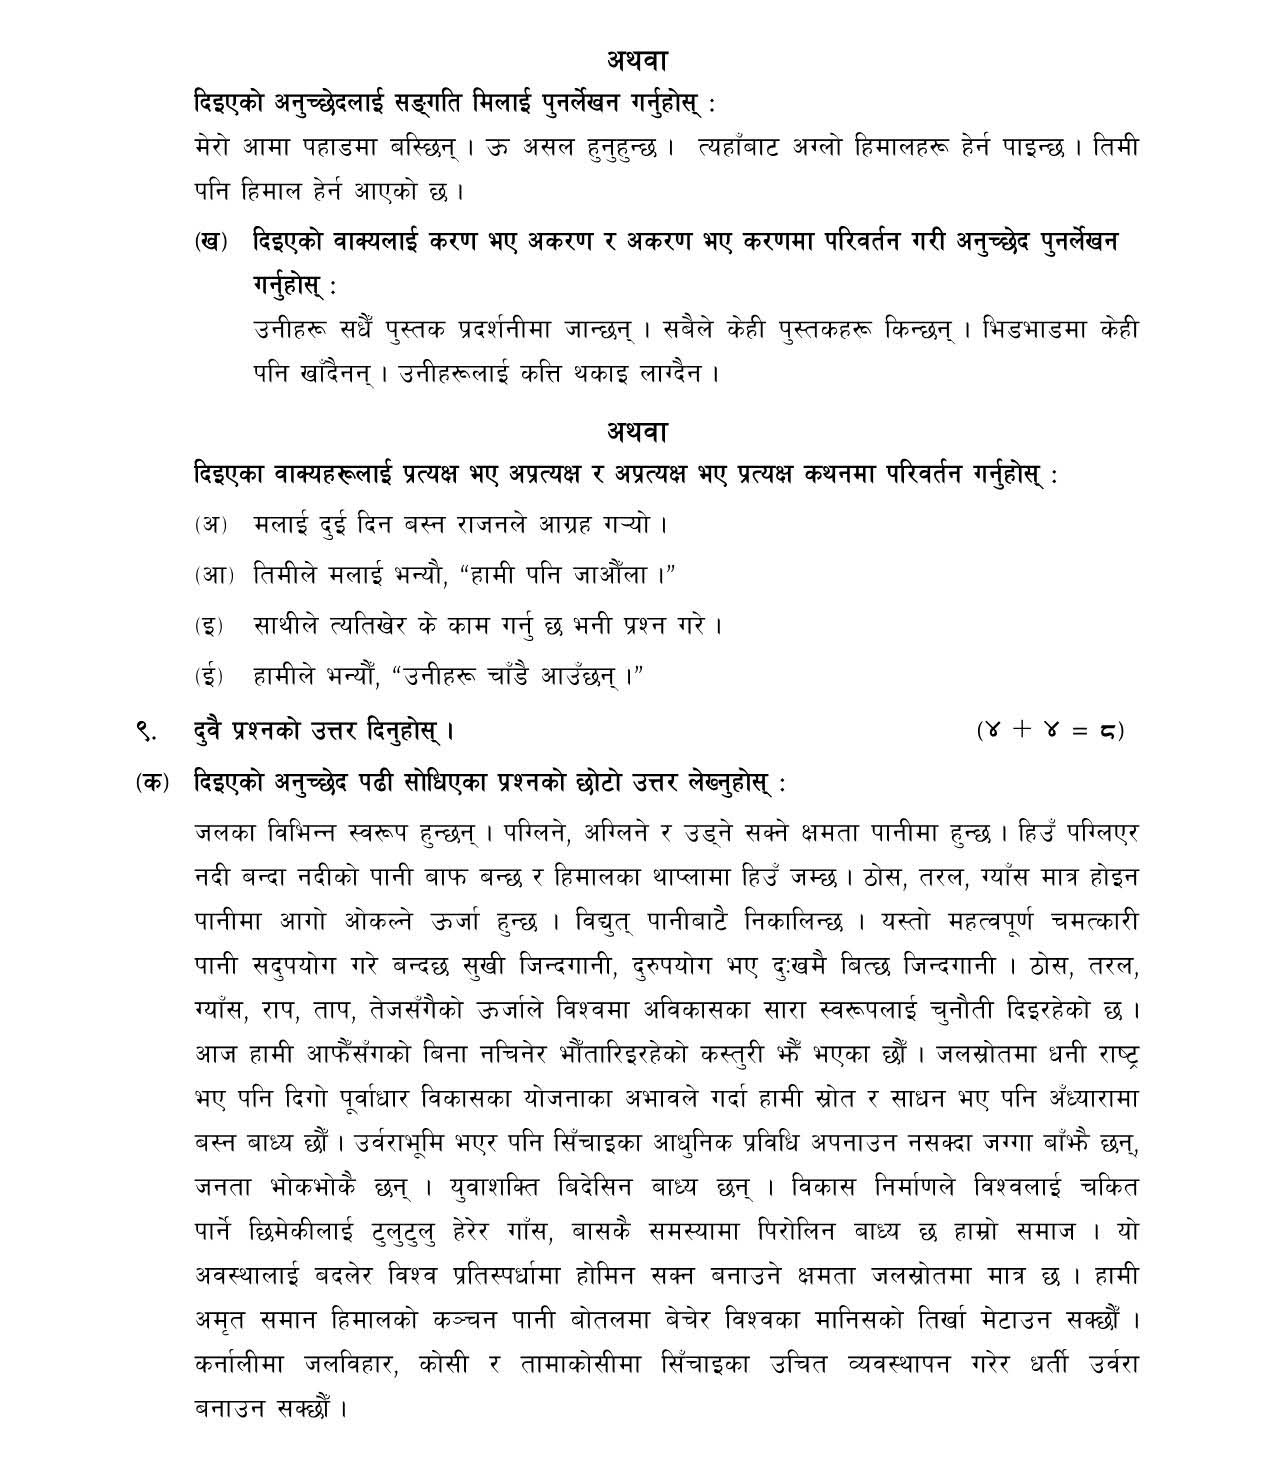 अथवा
दिइएको अनुच्छेदलाई सङ्गति मिलाई पुनर्लेखन गर्नुहोस् :
मेरो आमा पहाडमा बस्छिन् । ऊ असल हुनुहुन्छ । त्यहाँबाट अग्लो हिमालहरू हेर्न पाइन्छ । तिमी
पनि हिमाल हेर्न आएको छ ।
(ख) दिइएको वाक्यलाई करण भए अकरण र अकरण भए करणमा परिवर्तन गरी अनुच्छेद पुनर्लेखन
गर्नुहोस् :
उनीहरू सधैँ पुस्तक प्रदर्शनीमा जान्छन् । सबैले केही पुस्तकहरू किन्छन् । भिडभाडमा केही
पनि खाँदैनन् । उनीहरूलाई कत्ति थकाइ लाग्दैन ।
अथवा
दिइएका वाक्यहरूलाई प्रत्यक्ष भए अप्रत्यक्ष र अप्रत्यक्ष भए प्रत्यक्ष कथनमा परिवर्तन गर्नुहोस् :
(अ) मलाई दुई दिन बस्न राजनले आग्रह गऱ्यो ।
(आ) तिमीले मलाई भन्यौ, “हामी पनि जाऔँला ।”
(इ) साथीले त्यतिखेर के काम गर्नु छ भनी प्रश्न गरे ।
(ई) हामीले भन्यौँ, “उनीहरू चाँडै आउँछन् ।”
९. दुवै प्रश्नको उत्तर दिनुहोस् । (४ + ४ = ८)
(क) दिइएको अनुच्छेद पढी सोधिएका प्रश्नको छोटो उत्तर लेख्नुहोस् :
जलका विभिन्न स्वरूप हुन्छन् । पग्लिने, अग्लिने र उड्ने सक्ने क्षमता पानीमा हुन्छ । हिउँ पग्लिएर
नदी बन्दा नदीको पानी बाफ बन्छ र हिमालका थाप्लामा हिउँ जम्छ । ठोस, तरल, ग्याँस मात्र होइन
पानीमा आगो ओकल्ने ऊर्जा हुन्छ । विद्युत् पानीबाटै निकालिन्छ । यस्तो महत्वपूर्ण चमत्कारी
पानी सदुपयोग गरे बन्दछ सुखी जिन्दगानी, दुरुपयोग भए दुःखमै बित्छ जिन्दगानी । ठोस, तरल,
ग्याँस, राप, ताप, तेजसँगैको ऊर्जाले विश्वमा अविकासका सारा स्वरूपलाई चुनौती दिइरहेको छ ।
आज हामी आफैँसँगको बिना नचिनेर भौँतारिइरहेको कस्तुरी झैँ भएका छौँ । जलस्रोतमा धनी राष्ट्र
भए पनि दिगो पूर्वाधार विकासका योजनाका अभावले गर्दा हामी स्रोत र साधन भए पनि अँध्यारामा
बस्न बाध्य छौँ । उर्वराभूमि भएर पनि सिँचाइका आधुनिक प्रविधि अपनाउन नसक्दा जग्गा बाँझै छन्,
जनता भोकभोकै छन् । युवाशक्ति बिदेसिन बाध्य छन् । विकास निर्माणले विश्वलाई चकित
पार्ने छिमेकीलाई टुलुटुलु हेरेर गाँस, बासकै समस्यामा पिरोलिन बाध्य छ हाम्रो समाज । यो
अवस्थालाई बदलेर विश्व प्रतिस्पर्धामा होमिन सक्न बनाउने क्षमता जलस्रोतमा मात्र छ । हामी
अमृत समान हिमालको कञ्चन पानी बोतलमा बेचेर विश्वका मानिसको तिर्खा मेटाउन सक्छौँ ।
कर्नालीमा जलविहार, कोसी र तामाकोसीमा सिँचाइका उचित व्यवस्थापन गरेर धर्ती उर्वरा
बनाउन सक्छौँ ।